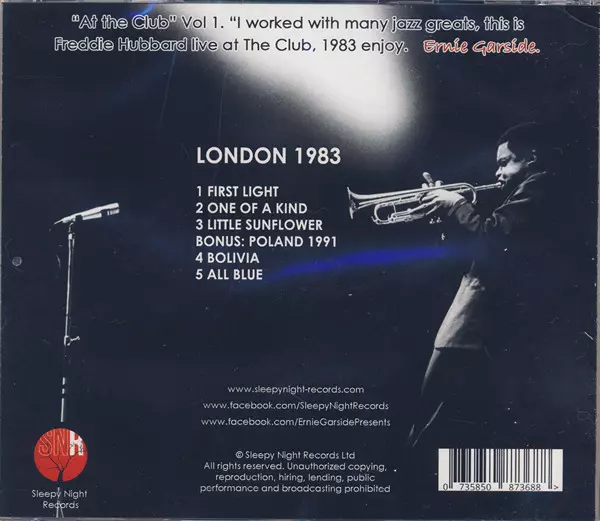 "At the Club" Vol 1. "I worked with many jazz greats, this is
Freddie Hubbard live at The Club, 1983 enjoy. Ernie Garside.
LONDON 1983
1 FIRST LIGHT
2 ONE OF A KIND
3 LITTLE SUNFLOWER
BONUS: POLAND 1991
4 BOLIVIA
5 ALL BLUE
www.sleepynight-records.com
www.facebook.com/SleepyNightRecords
www.facebook.com/ErnieGarsidePresents
© Sleepy Night Records Ltd
All rights reserved. Unauthorized copying,
reproduction, hiring, lending, public
performance and broadcasting prohibited
SNR
Sleepy Night
Records
0 735850 873688 >